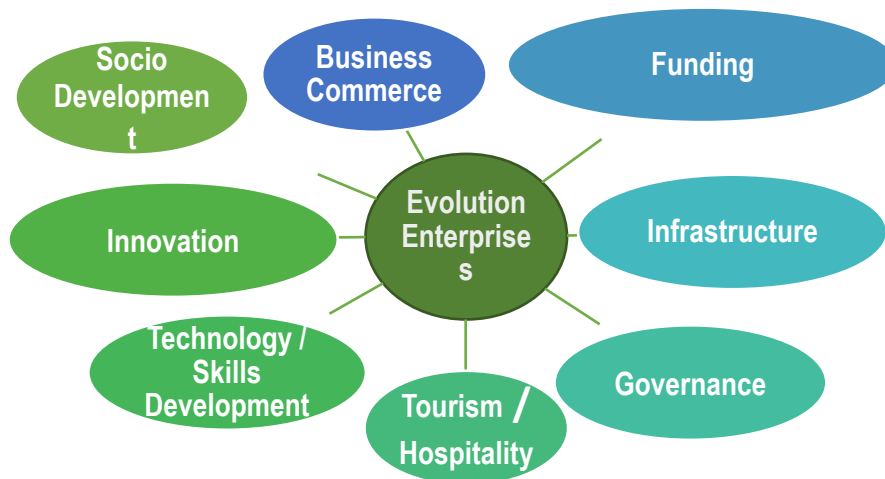 Socio
Developmen
t
Business
Commerce
Funding
Evolution
Enterprise
s
Innovation
Infrastructure
Technology /
Skills
Development
Tourism /
Hospitality
Governance